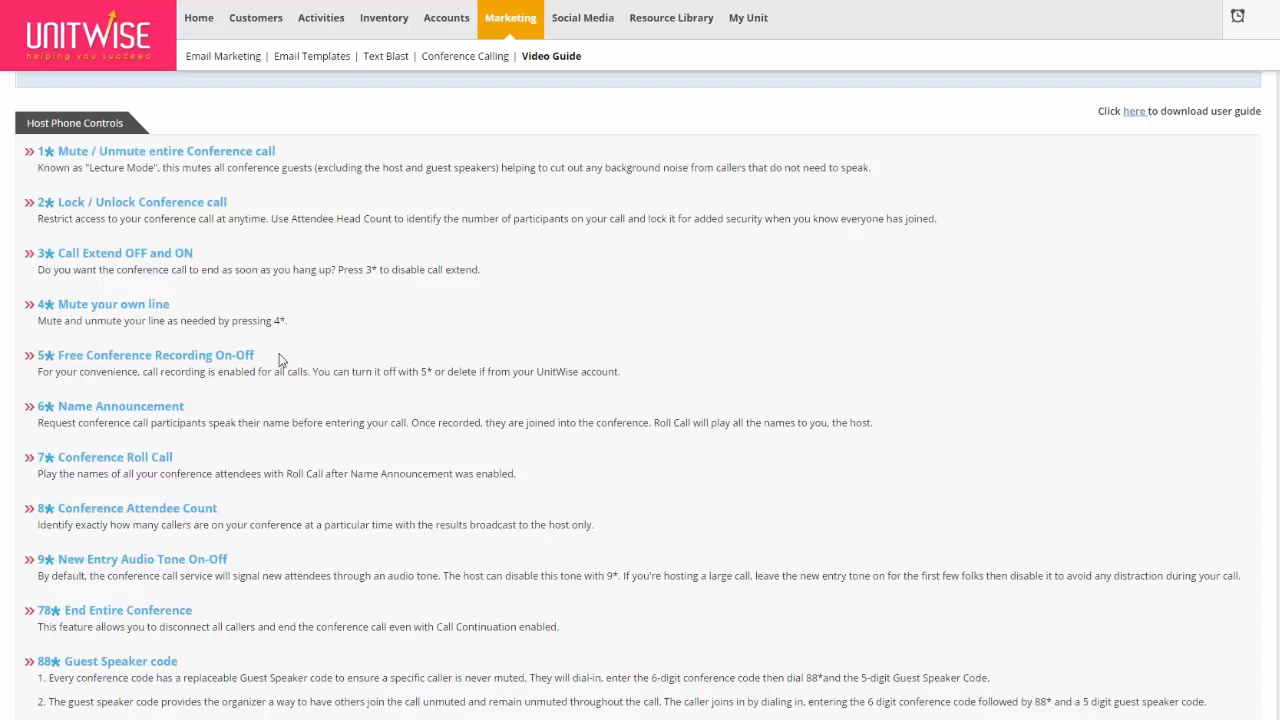 UNITWISE
helping you succeed
Home Customers Activities Inventory Accounts Marketing Social Media Resource Library My Unit
Email Marketing | Email Templates | Text Blast | Conference Calling | Video Guide
Click here to download user guide
Host Phone Controls
» 1* Mute / Unmute entire Conference call
Known as "Lecture Mode", this mutes all conference guests (excluding the host and guest speakers) helping to cut out any background noise from callers that do not need to speak.
» 2* Lock / Unlock Conference call
Restrict access to your conference call at anytime. Use Attendee Head Count to identify the number of participants on your call and lock it for added security when you know everyone has joined.
» 3* Call Extend OFF and ON
Do you want the conference call to end as soon as you hang up? Press 3* to disable call extend.
» 4* Mute your own line
Mute and unmute your line as needed by pressing 4*.
» 5* Free Conference Recording On-Off
For your convenience, call recording is enabled for all calls. You can turn it off with 5* or delete if from your UnitWise account.
» 6* Name Announcement
Request conference call participants speak their name before entering your call. Once recorded, they are joined into the conference. Roll Call will play all the names to you, the host.
» 7* Conference Roll Call
Play the names of all your conference attendees with Roll Call after Name Announcement was enabled.
» 8* Conference Attendee Count
Identify exactly how many callers are on your conference at a particular time with the results broadcast to the host only.
» 9* New Entry Audio Tone On-Off
By default, the conference call service will signal new attendees through an audio tone. The host can disable this tone with 9*. If you're hosting a large call, leave the new entry tone on for the first few folks then disable it to avoid any distraction during your call.
» 78* End Entire Conference
This feature allows you to disconnect all callers and end the conference call even with Call Continuation enabled.
» 88* Guest Speaker code
1. Every conference code has a replaceable Guest Speaker code to ensure a specific caller is never muted. They will dial-in, enter the 6-digit conference code then dial 88*and the 5-digit Guest Speaker Code.
2. The guest speaker code provides the organizer a way to have others join the call unmuted and remain unmuted throughout the call. The caller joins in by dialing in, entering the 6 digit conference code followed by 88* and a 5 digit guest speaker code.